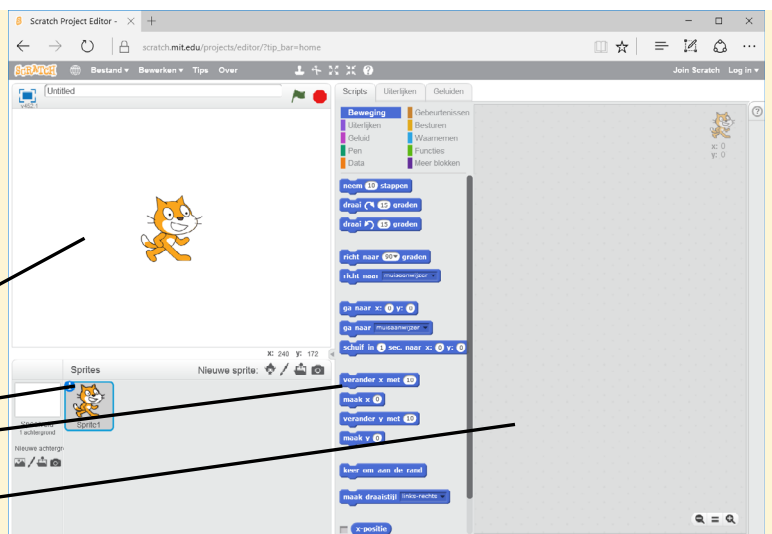 Scratch Project Editor -
scratch.mit.edu/projects/editor/?tip_bar=home
SCRATCH Bestand Bewerken Tips Over Join Scratch Log in
Untitled
v462.1
Scripts Uiterlijken Geluiden
Beweging Gebeurtenissen
Uiterlijken Besturen
Geluid Waarnemen
Pen Functies
Data Meer blokken
x: 0
y: 0
neem 10 stappen
draai 15 graden
draai 15 graden
richt naar 90 graden
richt naar muisaanwijzer
ga naar x: 0 y: 0
ga naar muisaanwijzer
schuif in 1 sec. naar x: 0 y: 0
verander x met 10
maak x 0
verander y met 10
maak y 0
keer om aan de rand
maak draaistijl links-rechts
x-positie
X: 240 Y: 172
Sprites Nieuwe sprite:
Sprite1
1 achtergrond
Nieuwe achtergr